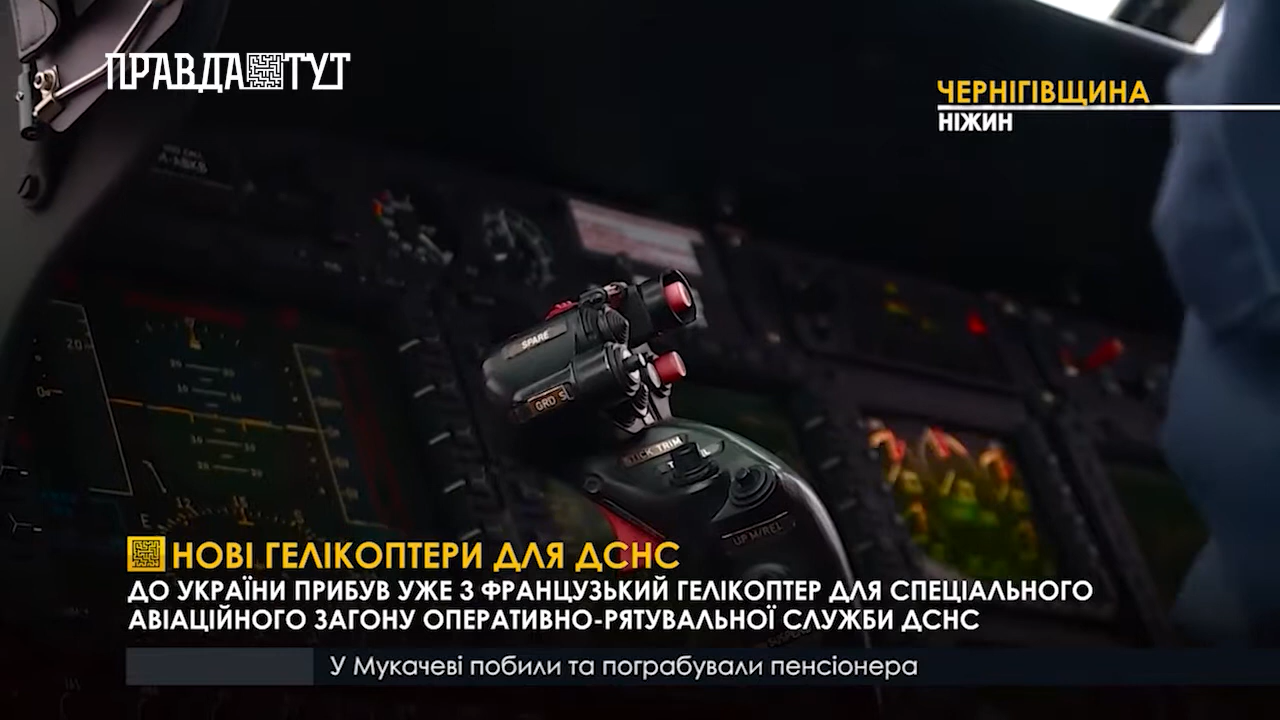 ПРАВДА ТУТ
ЧЕРНІГІВЩИНА
НІЖИН
SPARE
GRD S
STICK TRIM
UP M/REL
НОВІ ГЕЛІКОПТЕРИ ДЛЯ ДСНС
ДО УКРАЇНИ ПРИБУВ УЖЕ 3 ФРАНЦУЗЬКИЙ ГЕЛІКОПТЕР ДЛЯ СПЕЦІАЛЬНОГО
АВІАЦІЙНОГО ЗАГОНУ ОПЕРАТИВНО-РЯТУВАЛЬНОЇ СЛУЖБИ ДСНС
У Мукачеві побили та пограбували пенсіонера